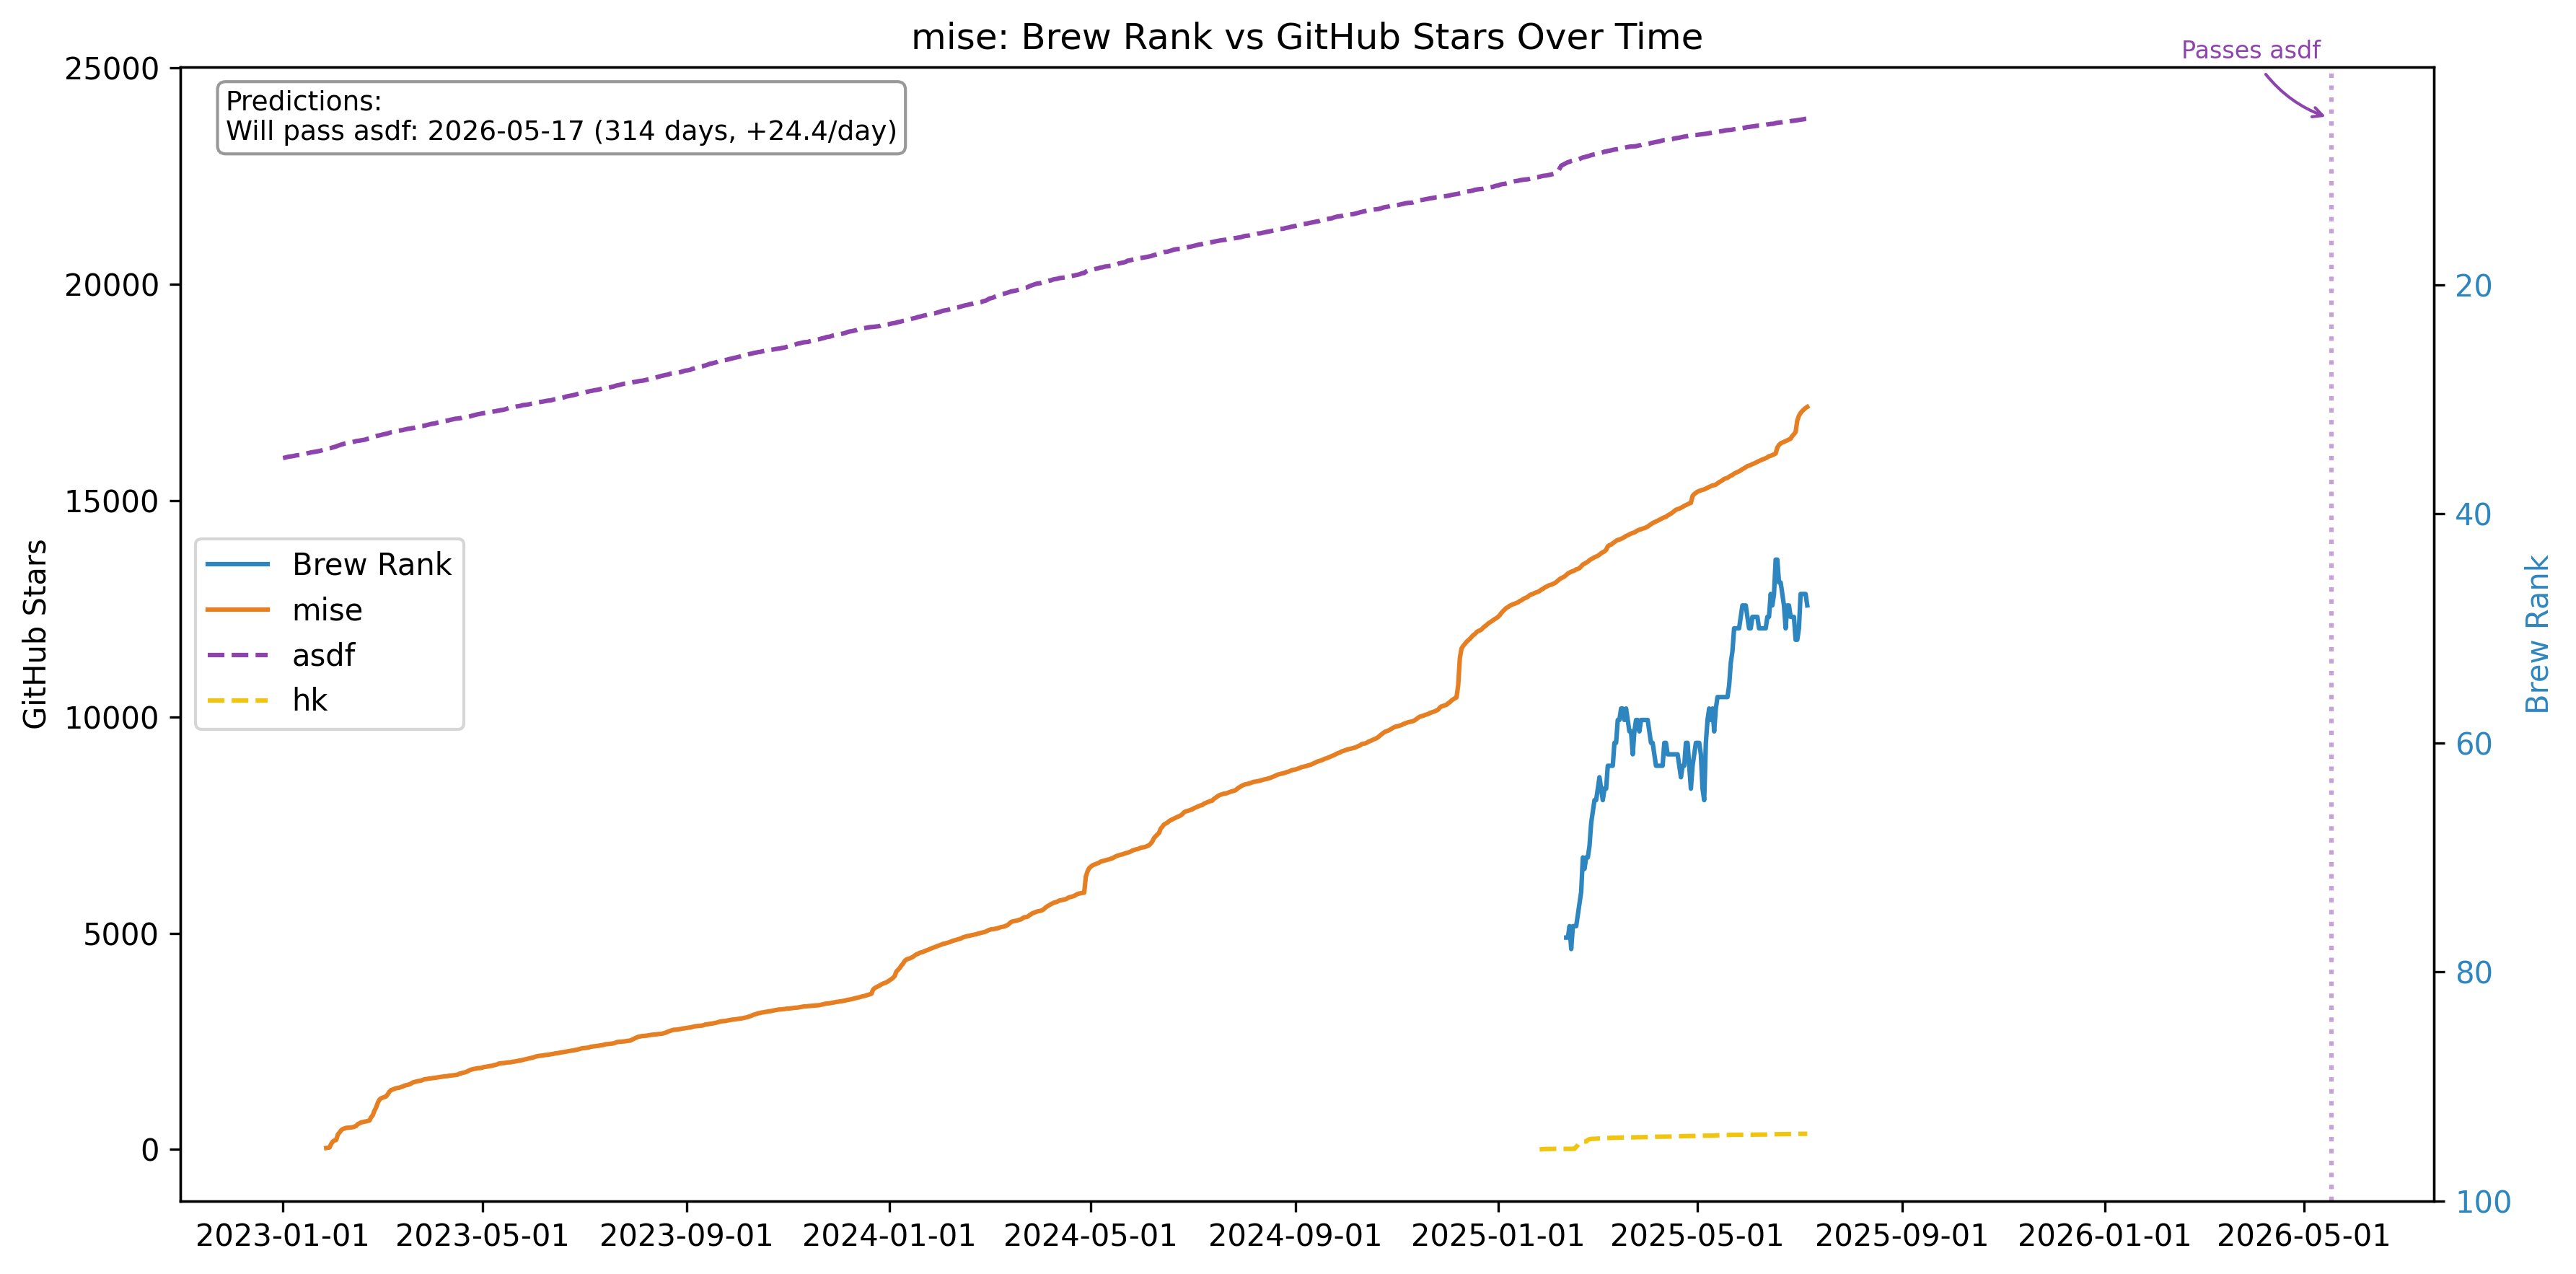 mise: Brew Rank vs GitHub Stars Over Time
Passes asdf
Predictions:
Will pass asdf: 2026-05-17 (314 days, +24.4/day)
25000
20000
15000
10000
5000
0
GitHub Stars
Brew Rank
mise
asdf
hk
20
40
60
80
100
Brew Rank
2023-01-01 2023-05-01 2023-09-01 2024-01-01 2024-05-01 2024-09-01 2025-01-01 2025-05-01 2025-09-01 2026-01-01 2026-05-01